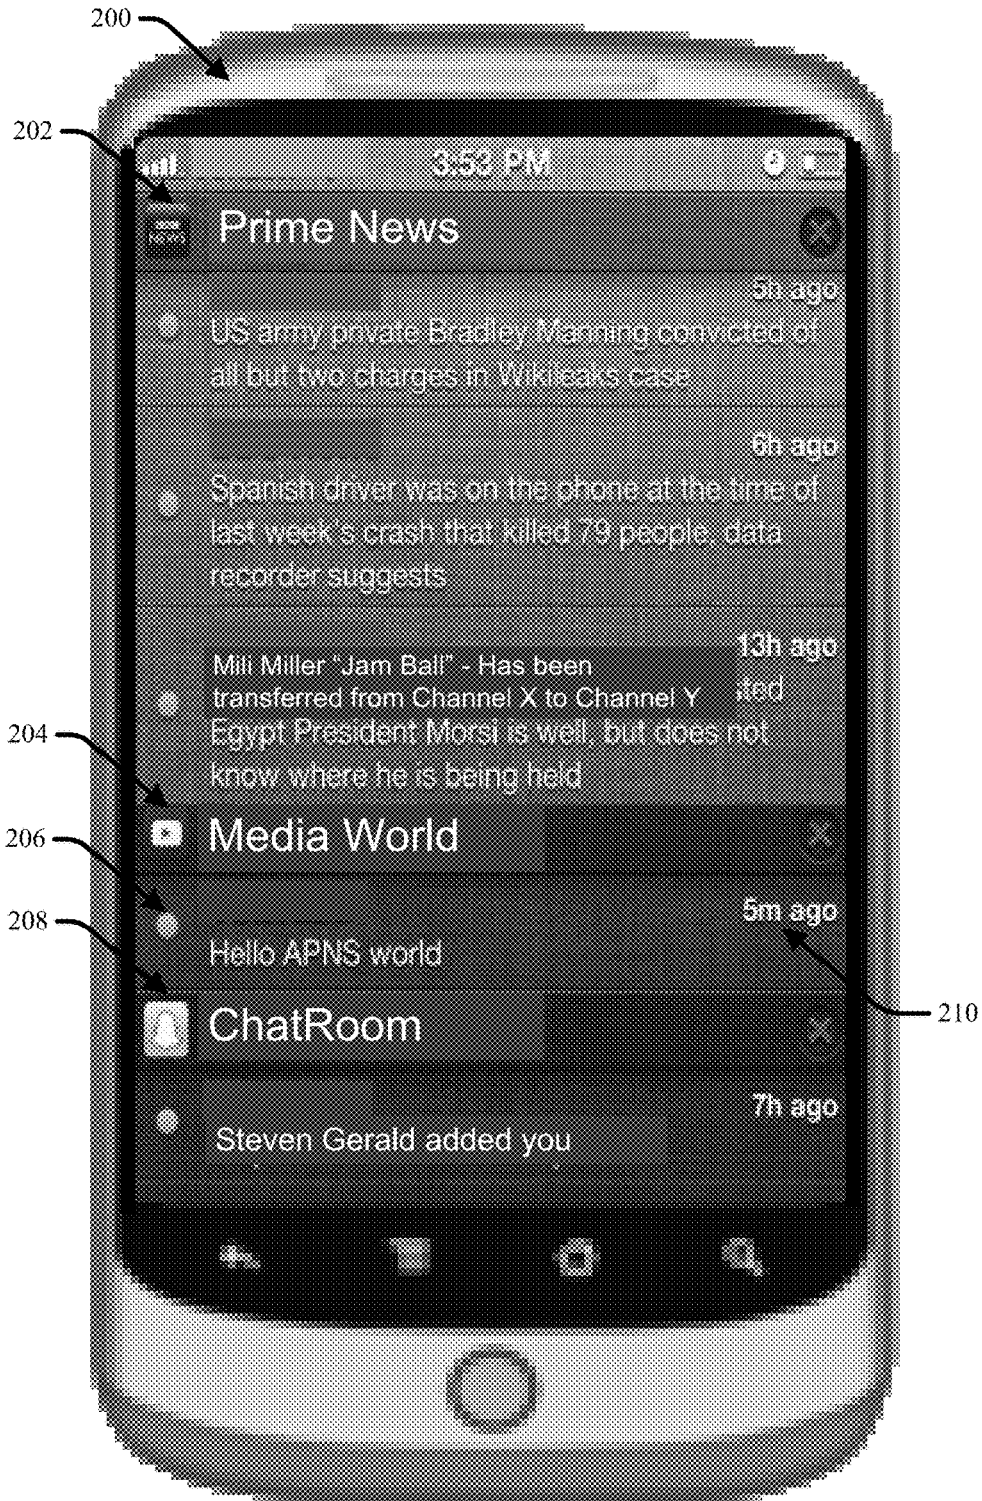 200
202
3:53 PM
news
Prime News
5h ago
US army private Bradley Manning convicted of
all but two charges in Wikileaks case
6h ago
Spanish driver was on the phone at the time of
last week's crash that killed 79 people, data
recorder suggests
13h ago
Mili Miller "Jam Ball" - Has been
transferred from Channel X to Channel Y
204
Egypt President Morsi is well, but does not
know where he is being held
206
Media World
208
5m ago
Hello APNS world
210
ChatRoom
7h ago
Steven Gerald added you